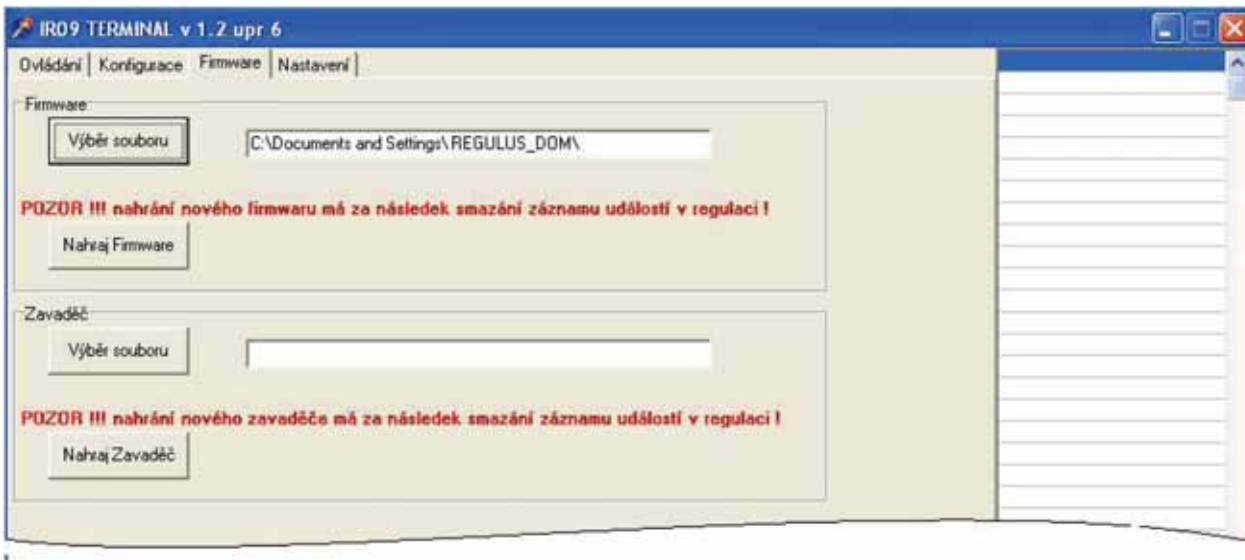 IR09 TERMINAL v 1.2 upr 6
Ovládání Konfigurace Firmware Nastavení
Firmware
Výběr souboru C:\Documents and Settings\REGULUS_DOM\
POZOR !!! nahrání nového firmwaru má za následek smazání záznamu událostí v regulaci !
Nahraj Firmware
Zavaděč
Výběr souboru
POZOR !!! nahrání nového zavaděče má za následek smazání záznamu událostí v regulaci !
Nahraj Zavaděč